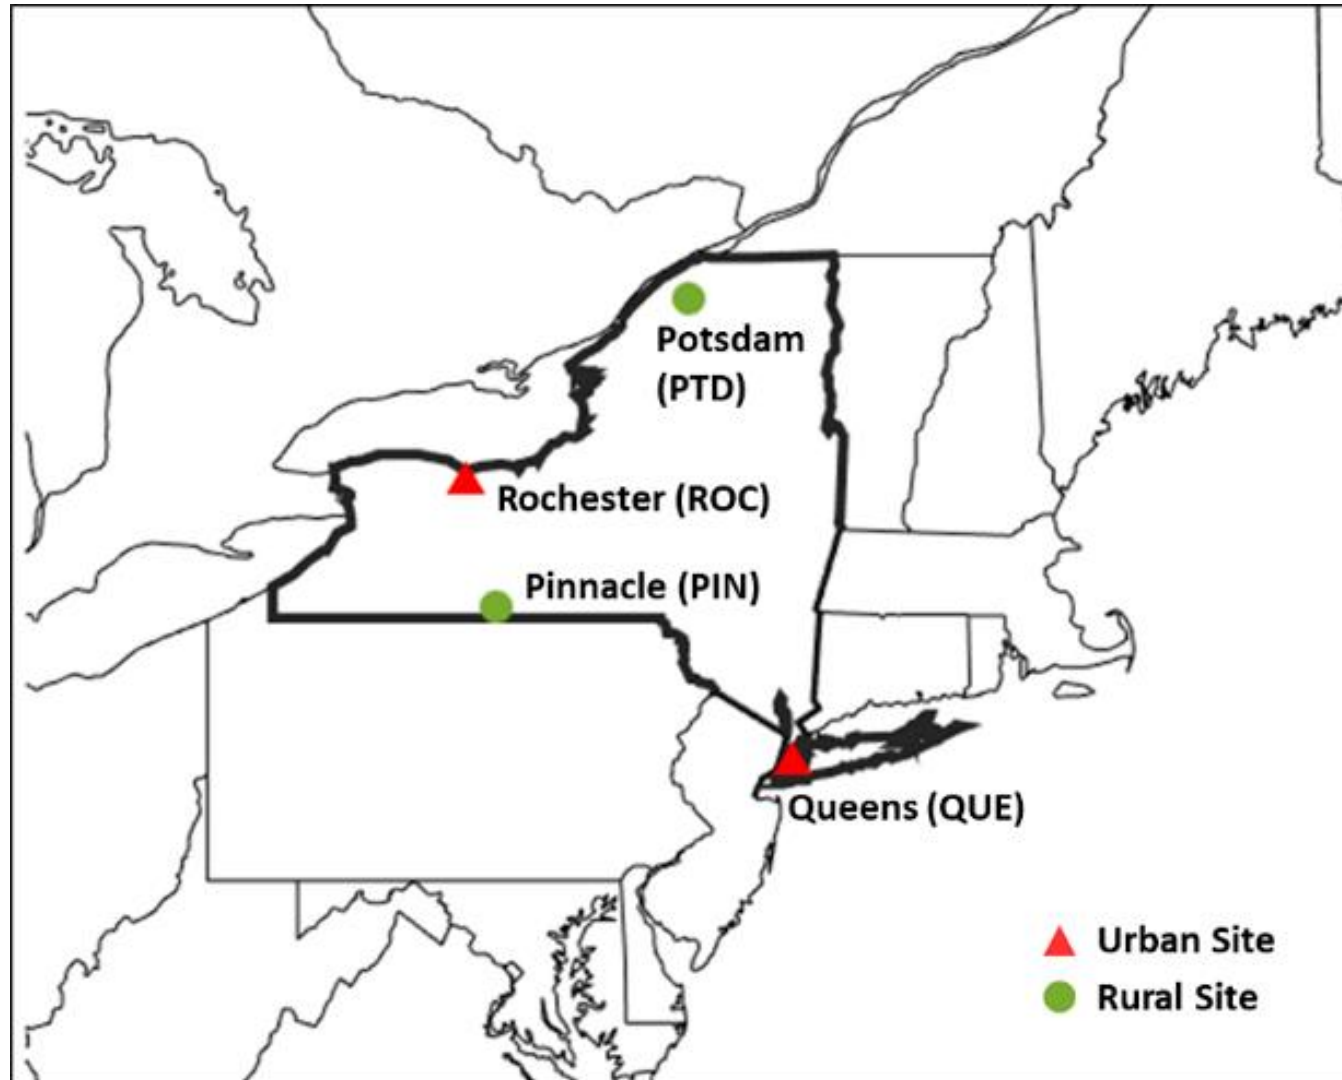 Potsdam
(PTD)
Rochester (ROC)
Pinnacle (PIN)
Queens (QUE)
Urban Site
Rural Site